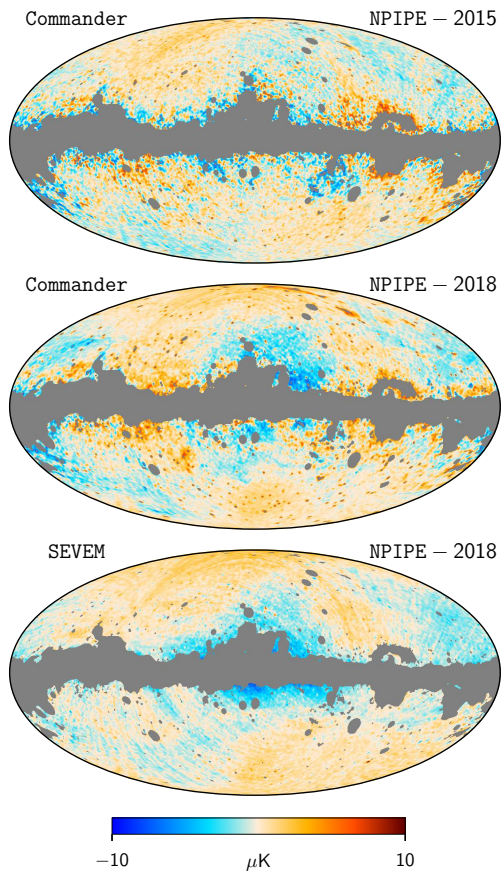 Commander NPIPE − 2015
Commander NPIPE − 2018
SEVEM NPIPE − 2018
−10 μK 10